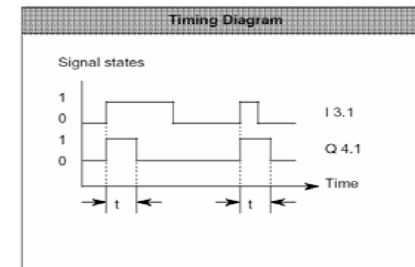 Timing Diagram
Signal states
1
0
I 3.1
1
0
Q 4.1
Time
t
t